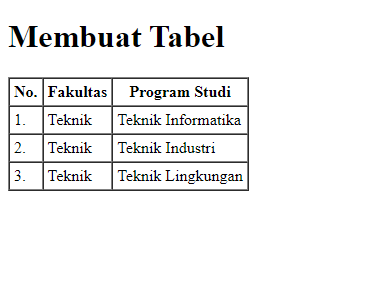 Membuat Tabel
No. Fakultas Program Studi
1. Teknik Teknik Informatika
2. Teknik Teknik Industri
3. Teknik Teknik Lingkungan